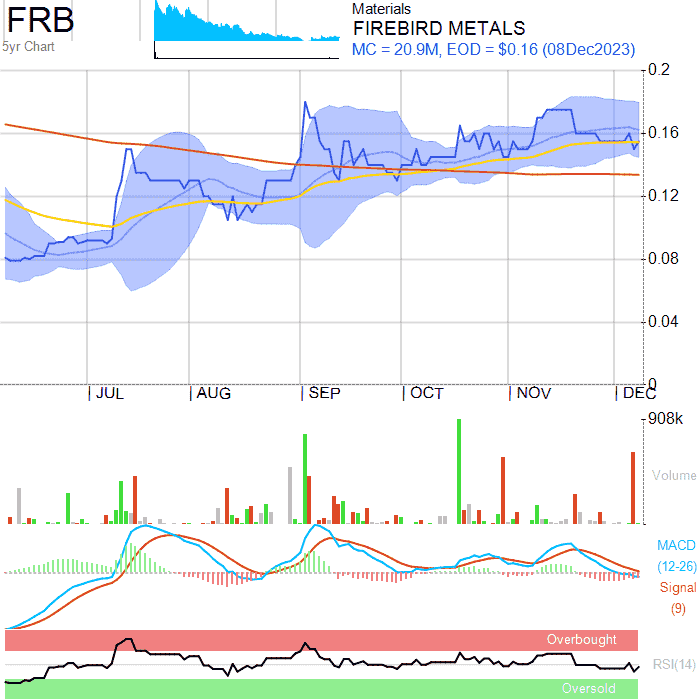 FRB
5yr Chart
Materials
FIREBIRD METALS
MC = 20.9M, EOD = $0.16 (08Dec2023)
0.2
0.16
0.12
0.08
0.04
0
JUL AUG SEP OCT NOV DEC
908k
Volume
MACD
(12-26)
Signal
(9)
Overbought
RSI(14)
Oversold